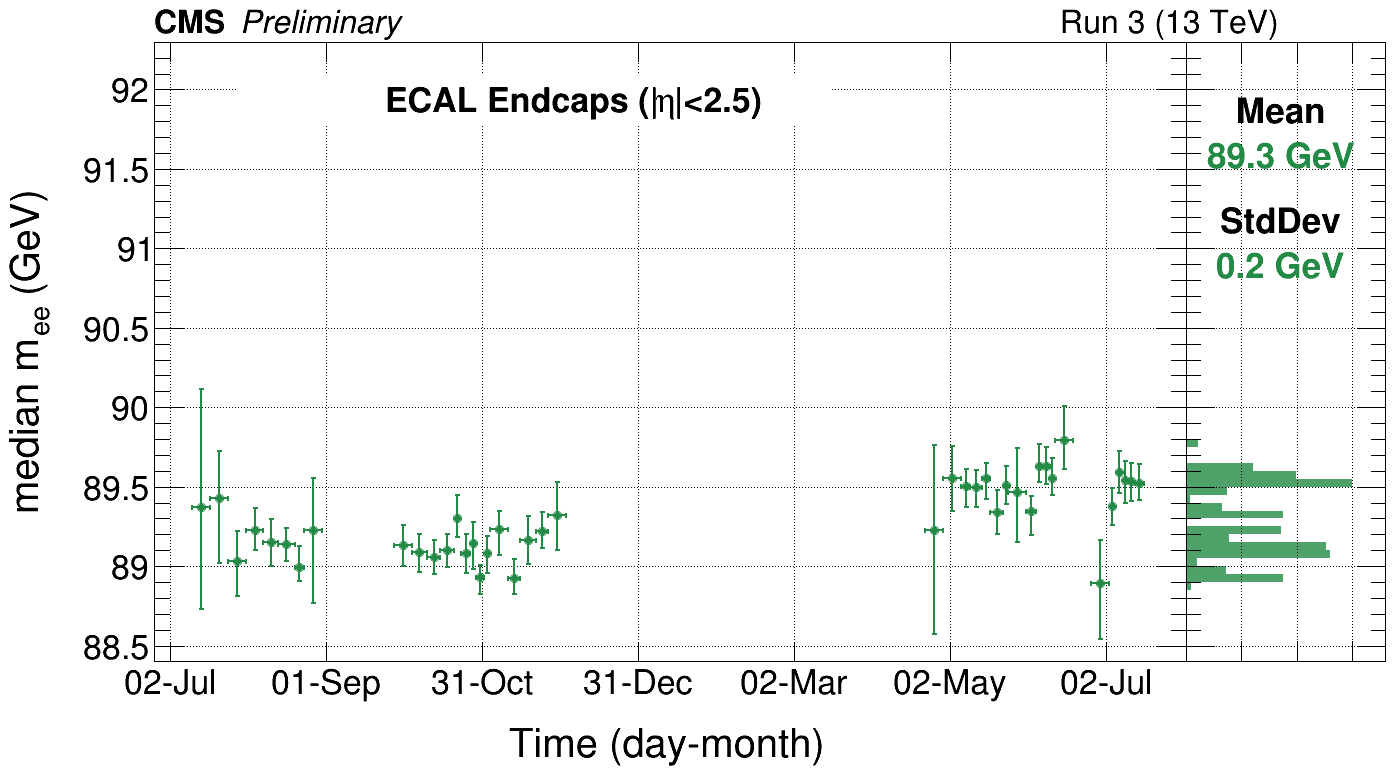 CMS Preliminary
Run 3 (13 TeV)
ECAL Endcaps (|η|<2.5)
Mean
89.3 GeV
StdDev
0.2 GeV
median mee (GeV)
92
91.5
91
90.5
90
89.5
89
88.5
02-Jul 01-Sep 31-Oct 31-Dec 02-Mar 02-May 02-Jul
Time (day-month)